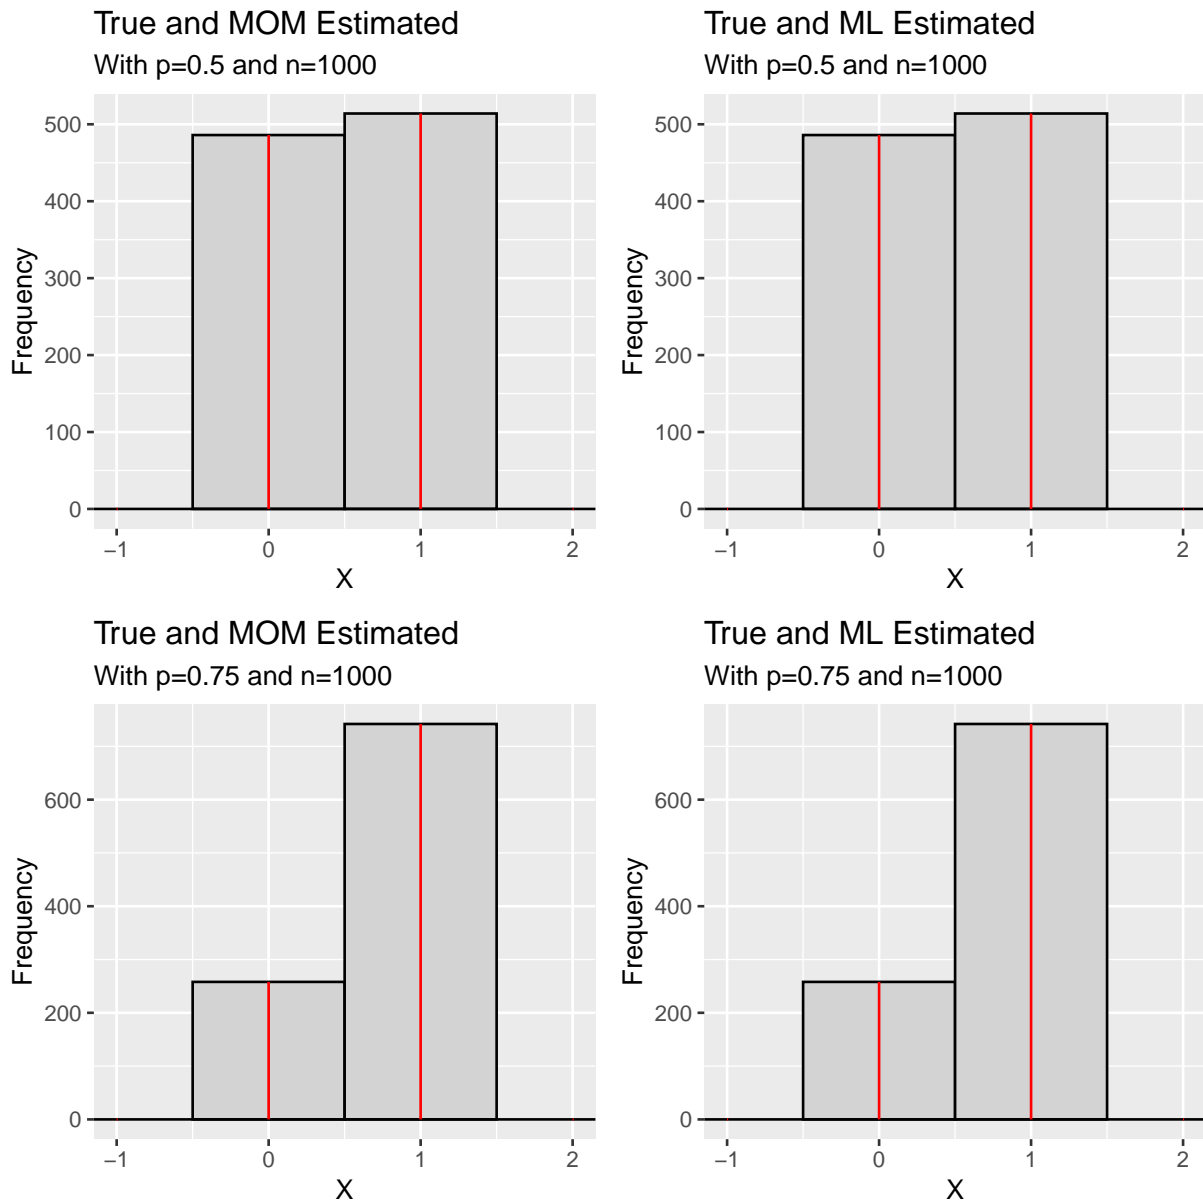 True and MOM Estimated
With p=0.5 and n=1000
Frequency
500
400
300
200
100
0
−1 0 1 2
X
True and ML Estimated
With p=0.5 and n=1000
Frequency
500
400
300
200
100
0
−1 0 1 2
X
True and MOM Estimated
With p=0.75 and n=1000
Frequency
600
400
200
0
−1 0 1 2
X
True and ML Estimated
With p=0.75 and n=1000
Frequency
600
400
200
0
−1 0 1 2
X